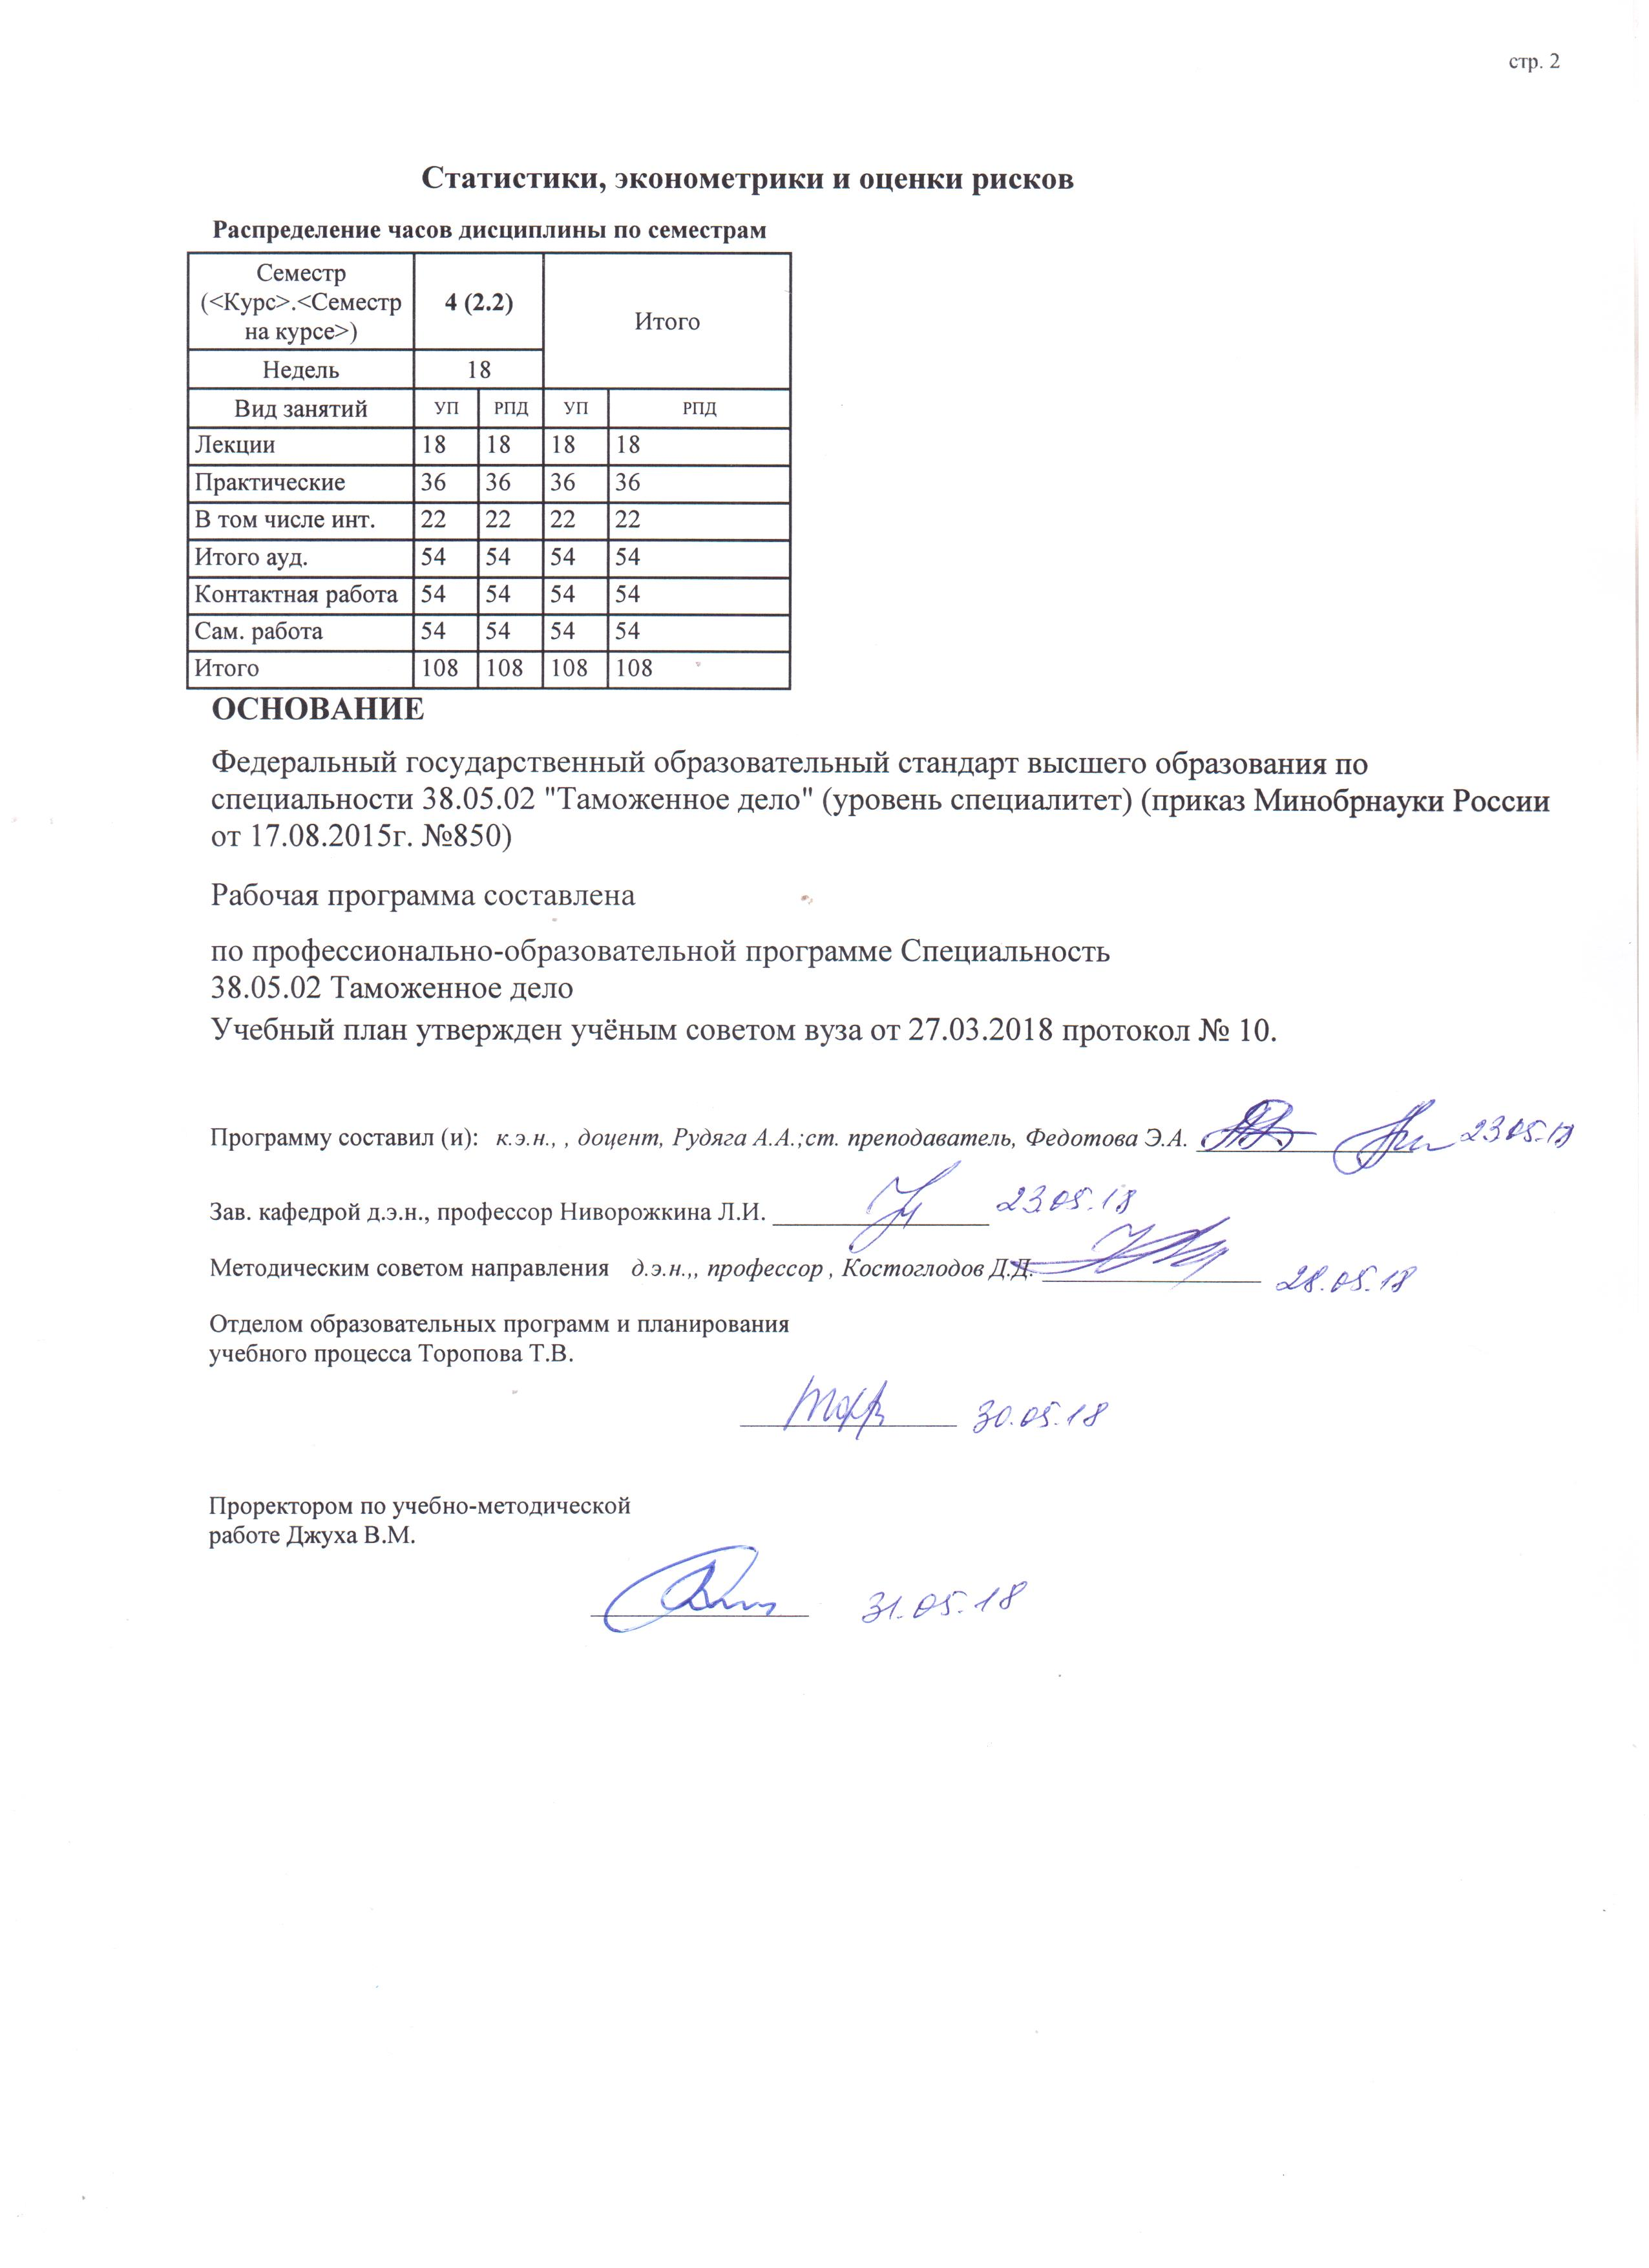 стр. 2
Статистики, эконометрики и оценки рисков
Распределение часов дисциплины по семестрам
Семестр
(<Курс>.<Семестр
на курсе>)
4 (2.2)
Итого
Недель 18
Вид занятий УП РПД УП РПД
Лекции 18 18 18 18
Практические 36 36 36 36
В том числе инт. 22 22 22 22
Итого ауд. 54 54 54 54
Контактная работа 54 54 54 54
Сам. работа 54 54 54 54
Итого 108 108 108 108
ОСНОВАНИЕ
Федеральный государственный образовательный стандарт высшего образования по
специальности 38.05.02 "Таможенное дело" (уровень специалитет) (приказ Минобрнауки России
от 17.08.2015г. №850)
Рабочая программа составлена
по профессионально-образовательной программе Специальность
38.05.02 Таможенное дело
Учебный план утвержден учёным советом вуза от 27.03.2018 протокол № 10.
Программу составил (и): к.э.н., , доцент, Рудяга А.А.;ст. преподаватель, Федотова Э.А. 23.05.18
Зав. кафедрой д.э.н., профессор Ниворожкина Л.И. 23.05.18
Методическим советом направления д.э.н.,, профессор , Костоглодов Д.Д. 28.05.18
Отделом образовательных программ и планирования
учебного процесса Торопова Т.В.
30.05.18
Проректором по учебно-методической
работе Джуха В.М.
31.05.18